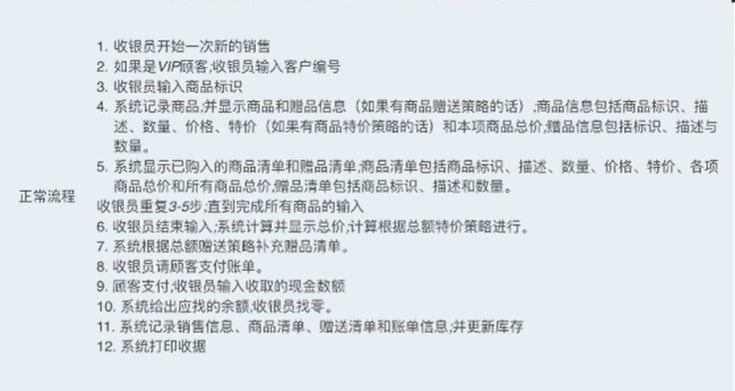 正常流程
1. 收银员开始一次新的销售
2. 如果是VIP顾客,收银员输入客户编号
3. 收银员输入商品标识
4. 系统记录商品,并显示商品和赠品信息（如果有商品赠送策略的话）,商品信息包括商品标识、描
述、数量、价格、特价（如果有商品特价策略的话）和本项商品总价,赠品信息包括标识、描述与
数量。
5. 系统显示已购入的商品清单和赠品清单,商品清单包括商品标识、描述、数量、价格、特价、各项
商品总价和所有商品总价,赠品清单包括商品标识、描述和数量。
收银员重复3-5步,直到完成所有商品的输入
6. 收银员结束输入,系统计算并显示总价,计算根据总额特价策略进行。
7. 系统根据总额赠送策略补充赠品清单。
8. 收银员请顾客支付账单。
9. 顾客支付,收银员输入收取的现金数额
10. 系统给出应找的余额,收银员找零。
11. 系统记录销售信息、商品清单、赠送清单和账单信息,并更新库存
12. 系统打印收据